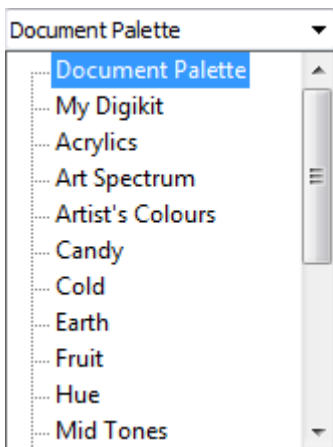 Document Palette
Document Palette
My Digikit
Acrylics
Art Spectrum
Artist's Colours
Candy
Cold
Earth
Fruit
Hue
Mid Tones